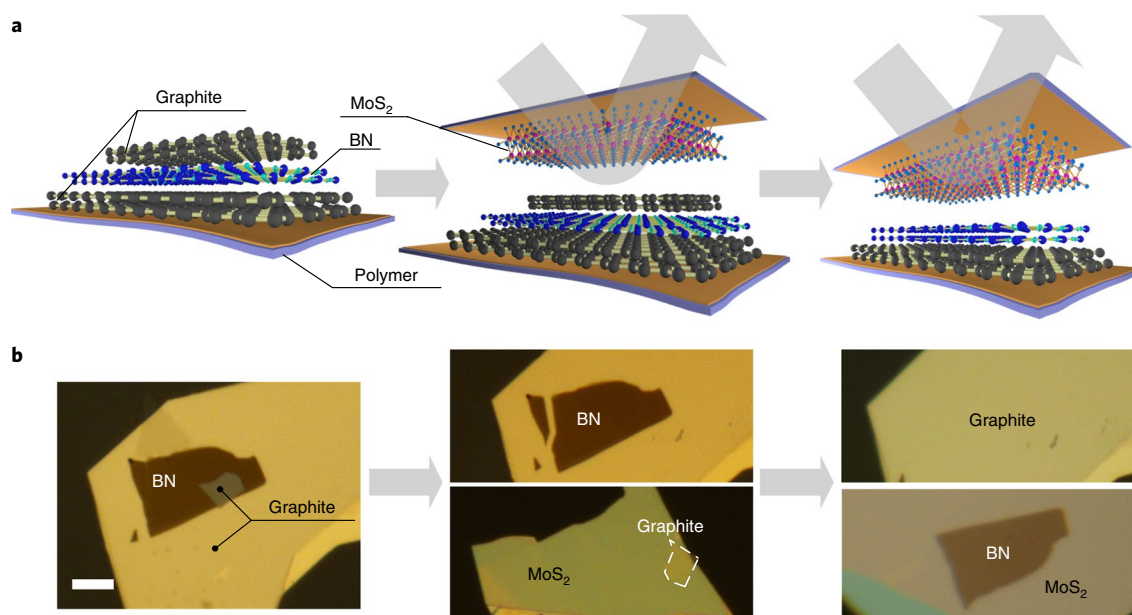 a
Graphite
MoS₂
BN
Polymer
b
BN
Graphite
BN
Graphite
MoS₂
Graphite
BN
MoS₂